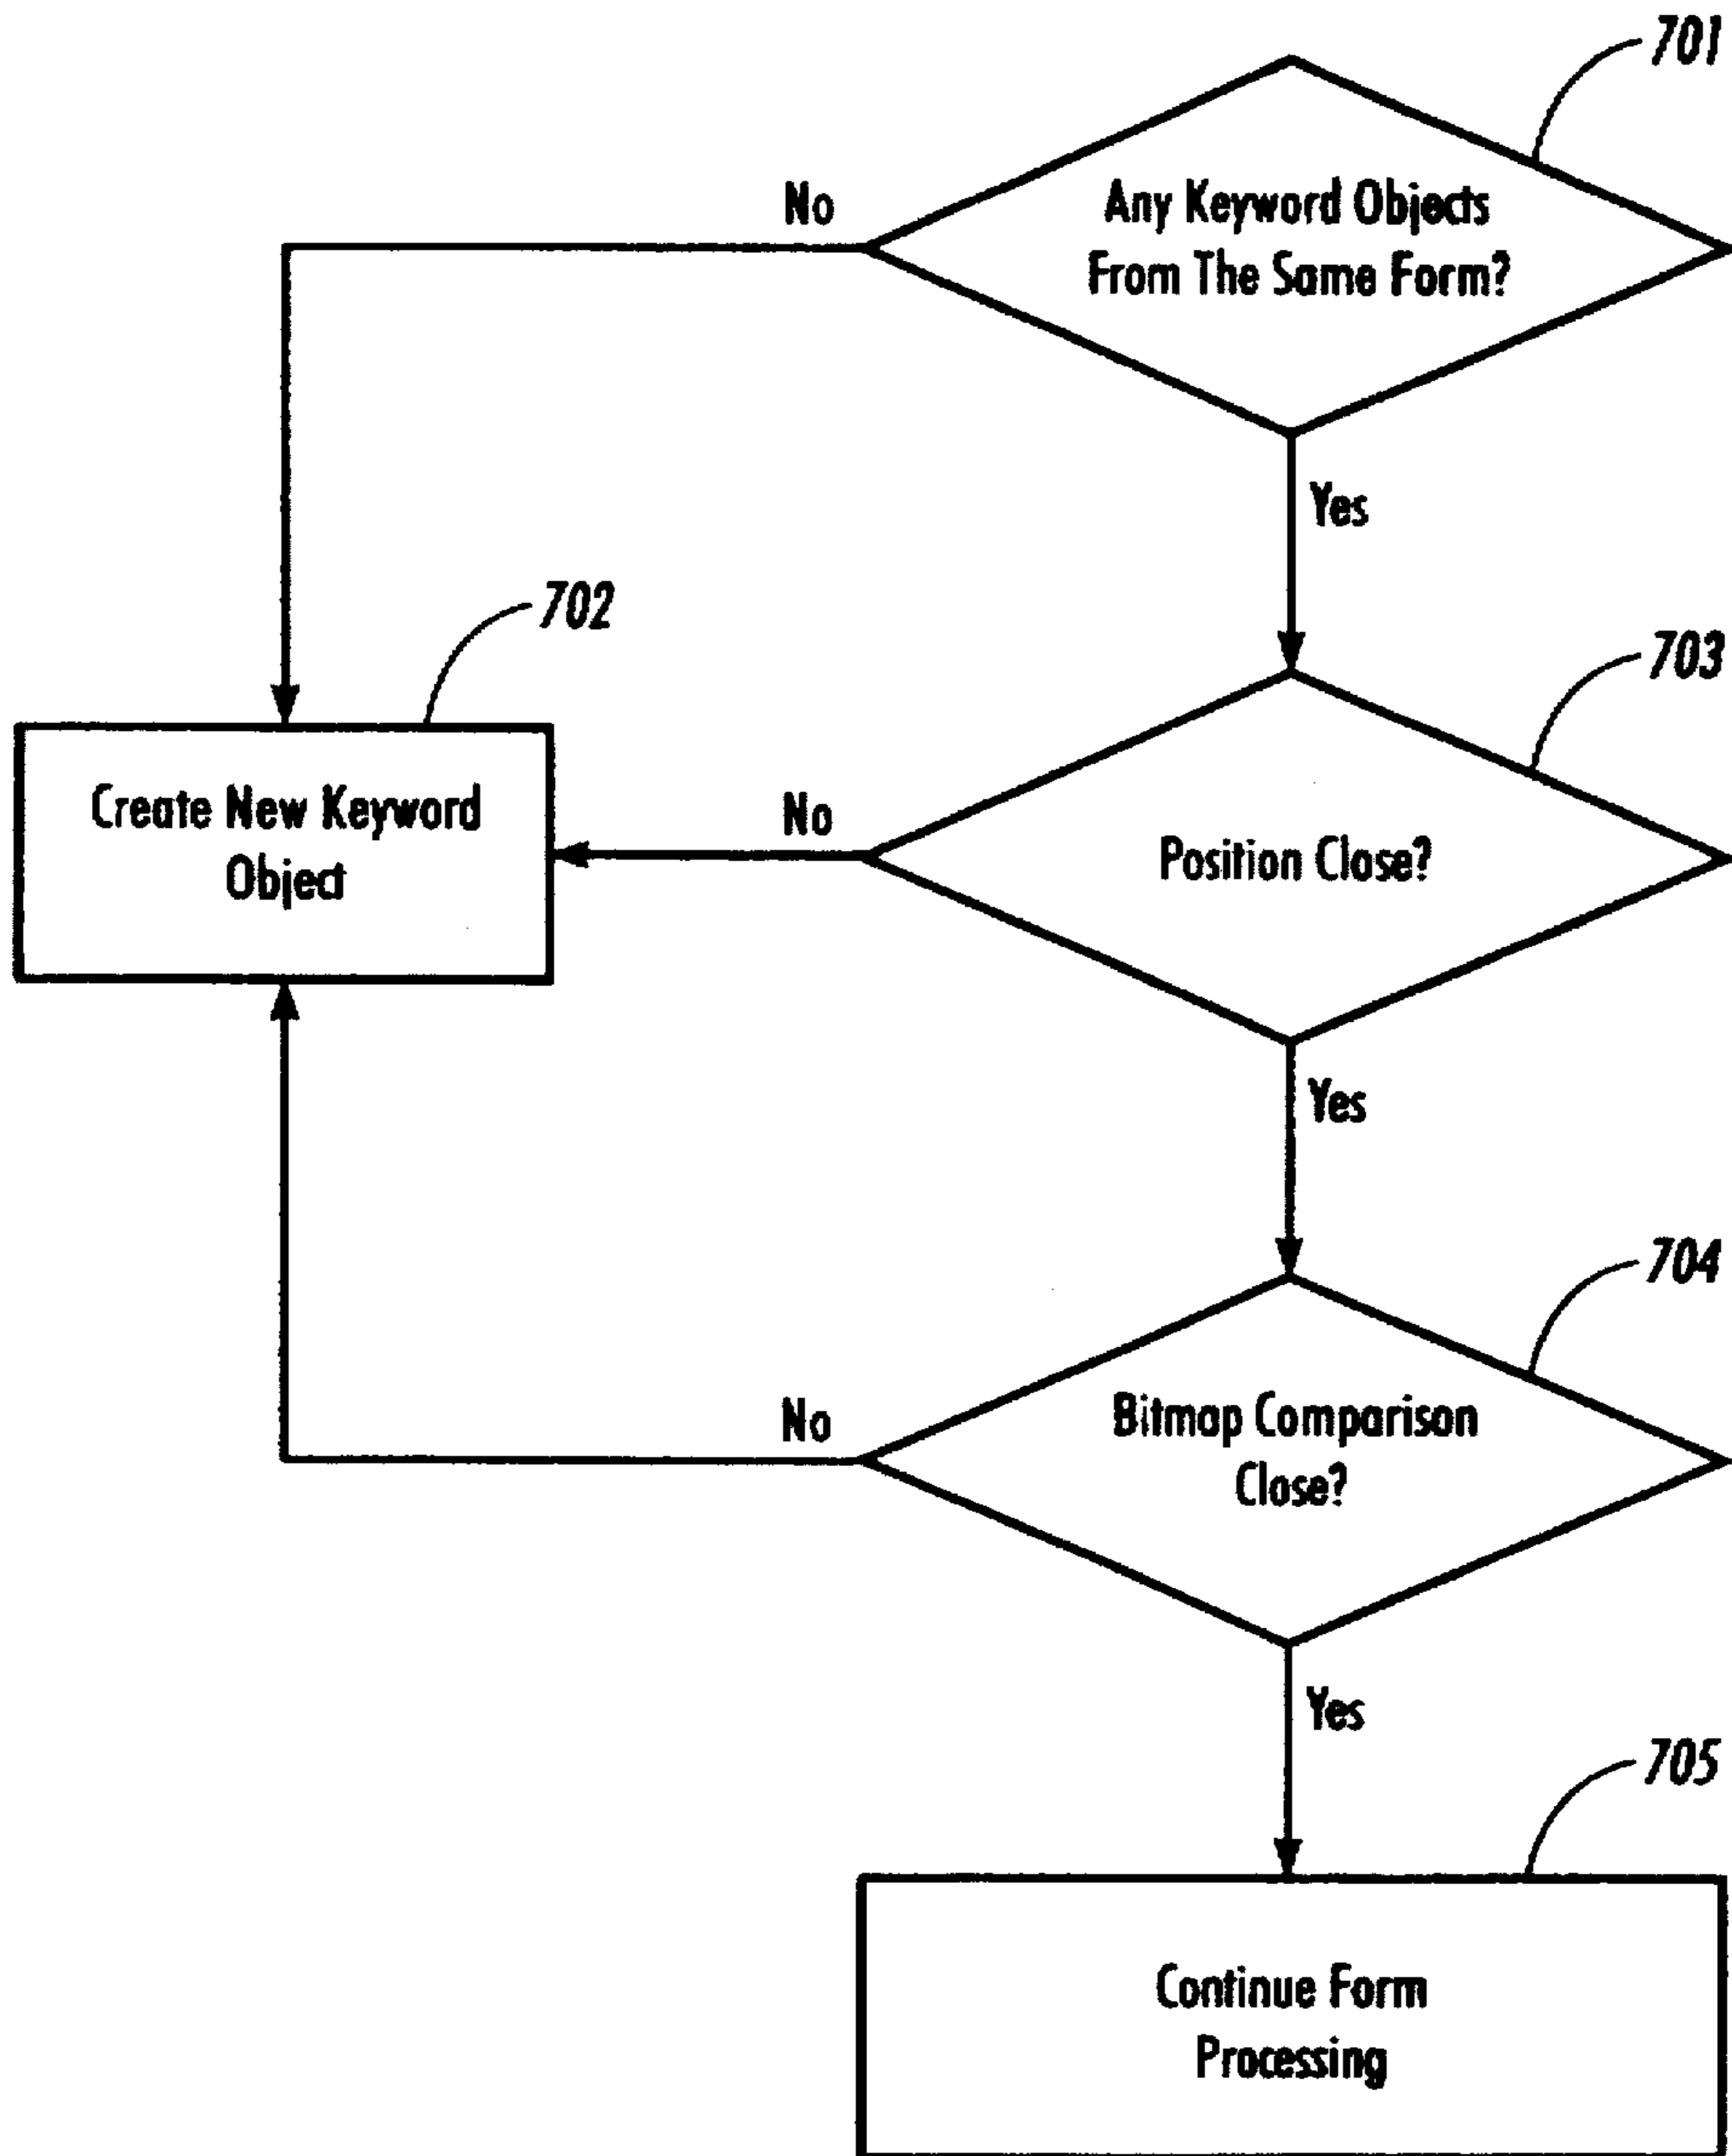 701
Any Keyword Objects
From The Same Form?
No
Yes
702
703
Create New Keyword
Object
No
Position Close?
Yes
704
No
Bitmap Comparison
Close?
Yes
705
Continue Form
Processing